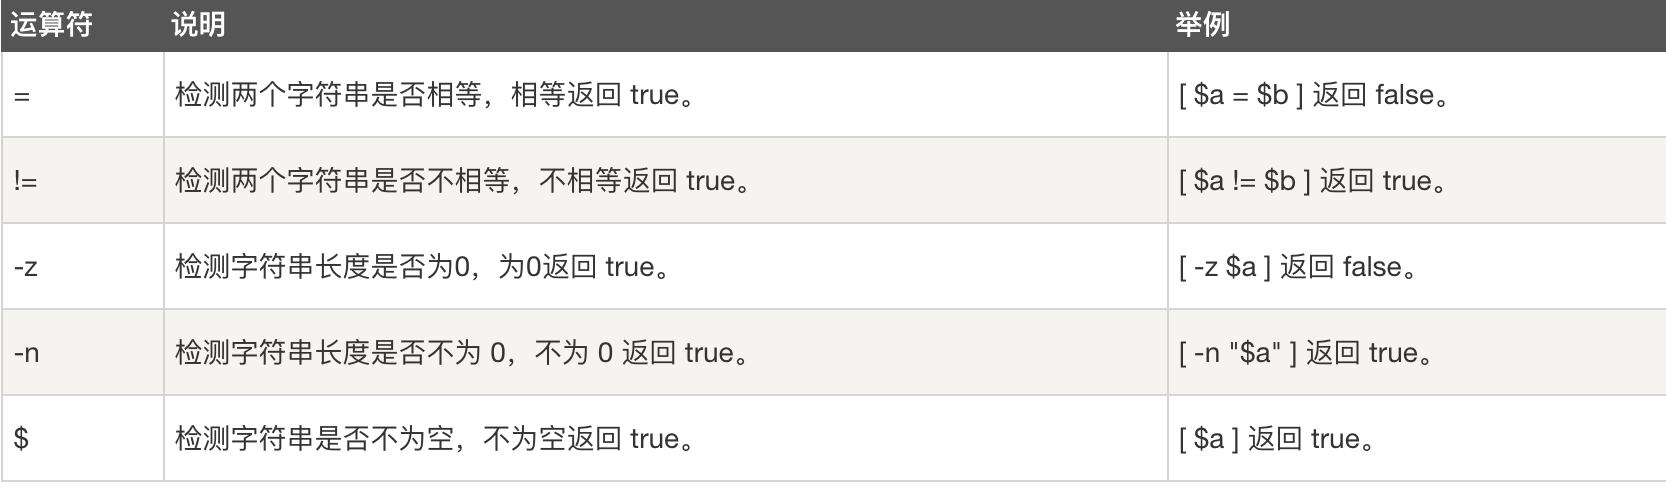 运算符 说明 举例
= 检测两个字符串是否相等，相等返回 true。 [ $a = $b ] 返回 false。
!= 检测两个字符串是否不相等，不相等返回 true。 [ $a != $b ] 返回 true。
-z 检测字符串长度是否为0，为0返回 true。 [ -z $a ] 返回 false。
-n 检测字符串长度是否不为 0，不为 0 返回 true。 [ -n "$a" ] 返回 true。
$ 检测字符串是否不为空，不为空返回 true。 [ $a ] 返回 true。